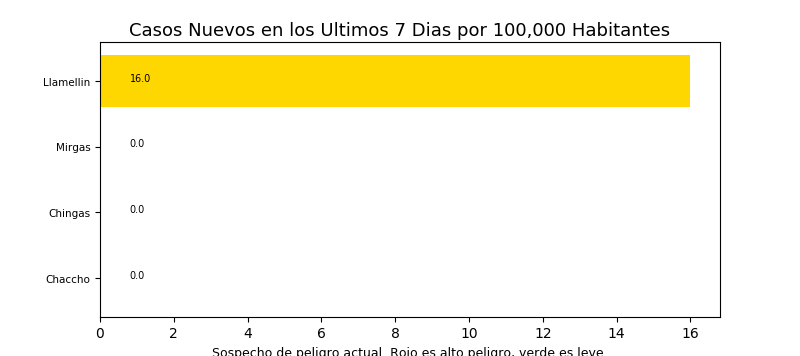 Casos Nuevos en los Ultimos 7 Dias por 100,000 Habitantes
Llamellin
16.0
Mirgas
0.0
Chingas
0.0
Chaccho
0.0
0 2 4 6 8 10 12 14 16
Sospecho de peligro actual. Rojo es alto peligro, verde es leve